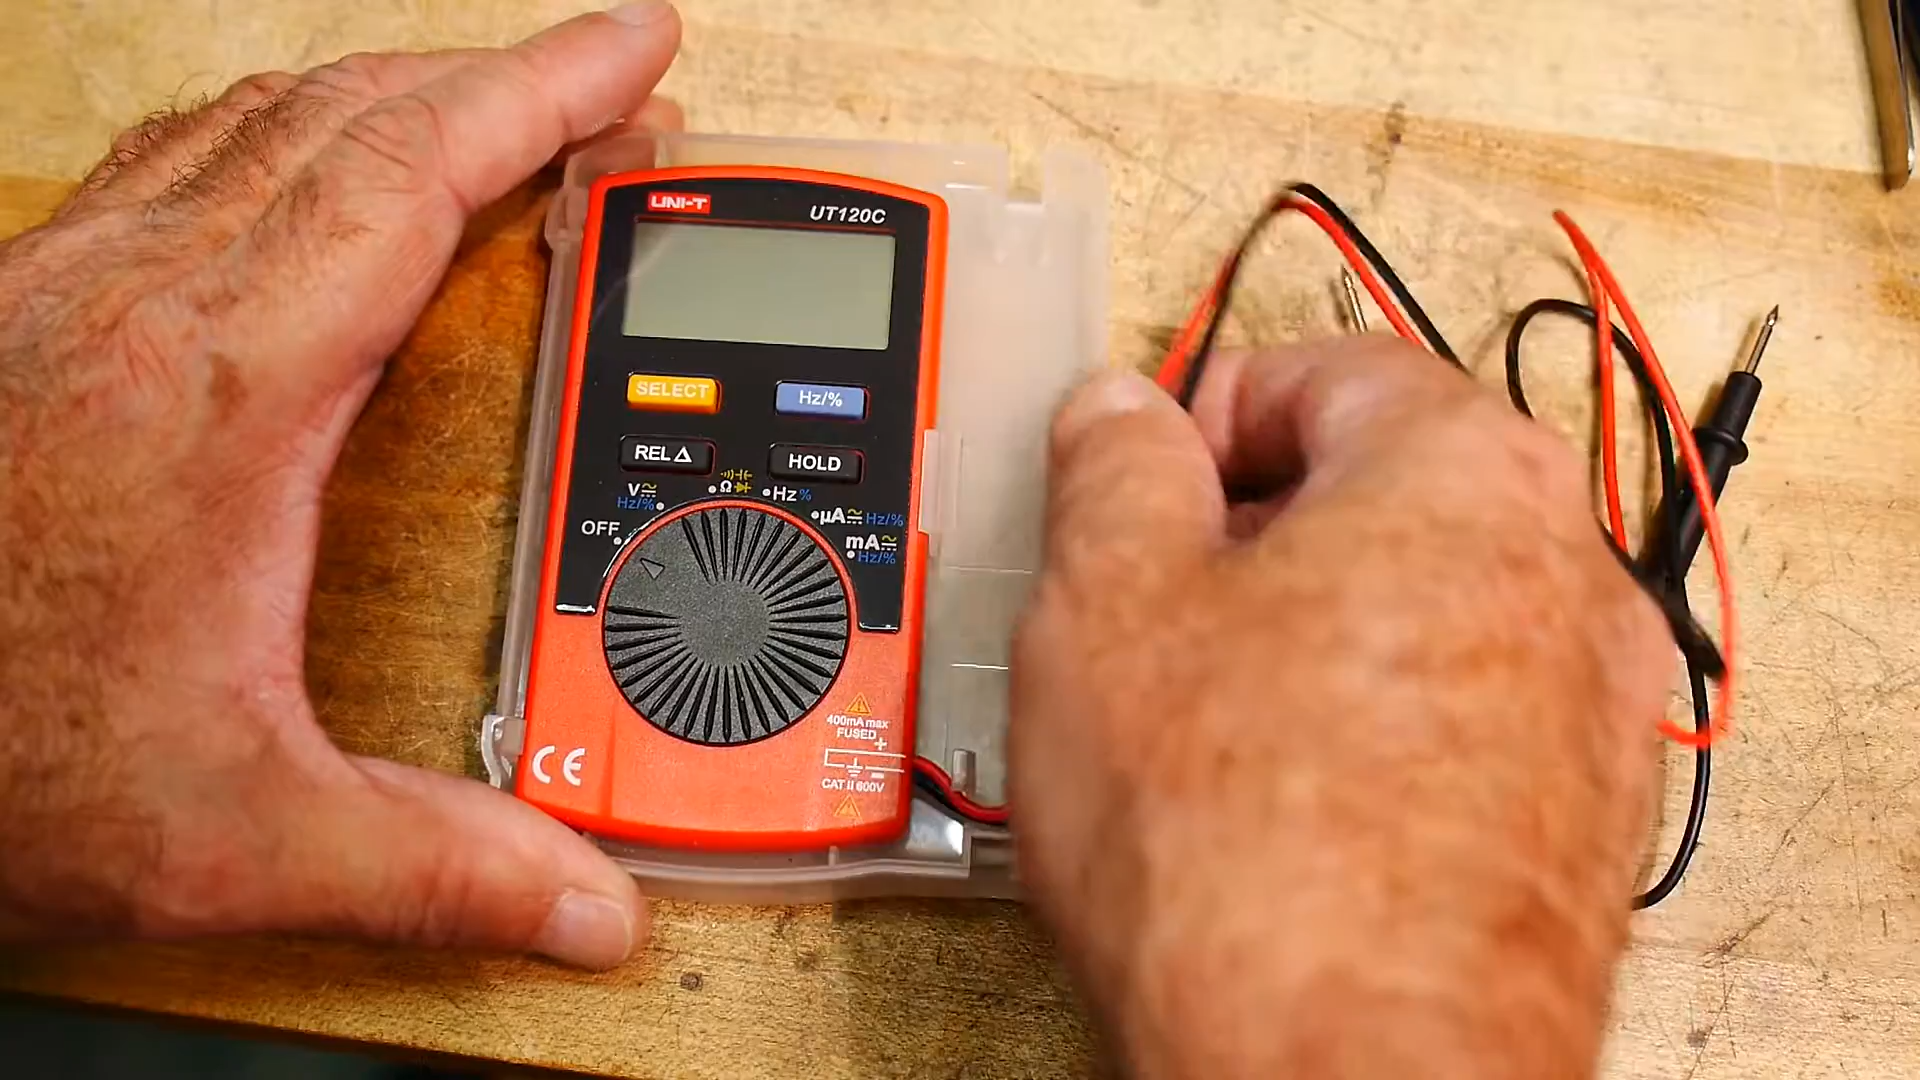 UNI-T
UT120C
SELECT
Hz/%
REL Δ
HOLD
V
Hz/%
Ω
Hz %
µA Hz/%
mA
Hz/%
OFF
400mA max
FUSED
+
CE
CAT II 600V